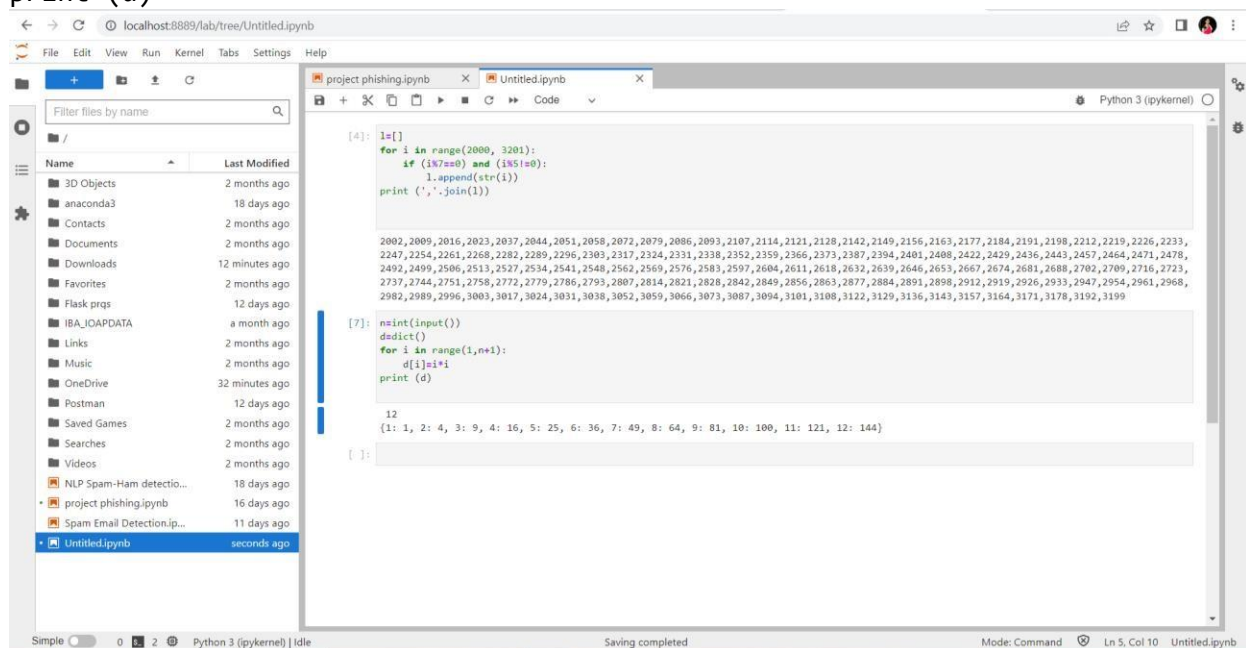 print (d)
localhost:8889/lab/tree/Untitled.ipynb
File Edit View Run Kernel Tabs Settings Help
project phishing.ipynb
Untitled.ipynb
Code
Python 3 (ipykernel)
Filter files by name
/
Name Last Modified
3D Objects 2 months ago
anaconda3 18 days ago
Contacts 2 months ago
Documents 2 months ago
Downloads 12 minutes ago
Favorites 2 months ago
Flask prqs 12 days ago
IBA_IOAPDATA a month ago
Links 2 months ago
Music 2 months ago
OneDrive 32 minutes ago
Postman 12 days ago
Saved Games 2 months ago
Searches 2 months ago
Videos 2 months ago
NLP Spam-Ham detectio... 18 days ago
project phishing.ipynb 16 days ago
Spam Email Detection.ip... 11 days ago
Untitled.ipynb seconds ago
[4]: l=[]
for i in range(2000, 3201):
if (i%7==0) and (i%5!=0):
l.append(str(i))
print (','.join(l))
2002,2009,2016,2023,2037,2044,2051,2058,2072,2079,2086,2093,2107,2114,2121,2128,2142,2149,2156,2163,2177,2184,2191,2198,2212,2219,2226,2233,
2247,2254,2261,2268,2282,2289,2296,2303,2317,2324,2331,2338,2352,2359,2366,2373,2387,2394,2401,2408,2422,2429,2436,2443,2457,2464,2471,2478,
2492,2499,2506,2513,2527,2534,2541,2548,2562,2569,2576,2583,2597,2604,2611,2618,2632,2639,2646,2653,2667,2674,2681,2688,2702,2709,2716,2723,
2737,2744,2751,2758,2772,2779,2786,2793,2807,2814,2821,2828,2842,2849,2856,2863,2877,2884,2891,2898,2912,2919,2926,2933,2947,2954,2961,2968,
2982,2989,2996,3003,3017,3024,3031,3038,3052,3059,3066,3073,3087,3094,3101,3108,3122,3129,3136,3143,3157,3164,3171,3178,3192,3199
[7]: n=int(input())
d=dict()
for i in range(1,n+1):
d[i]=i*i
print (d)
12
{1: 1, 2: 4, 3: 9, 4: 16, 5: 25, 6: 36, 7: 49, 8: 64, 9: 81, 10: 100, 11: 121, 12: 144}
[ ]:
Simple 0 2 Python 3 (ipykernel) | Idle Saving completed Mode: Command Ln 5, Col 10 Untitled.ipynb